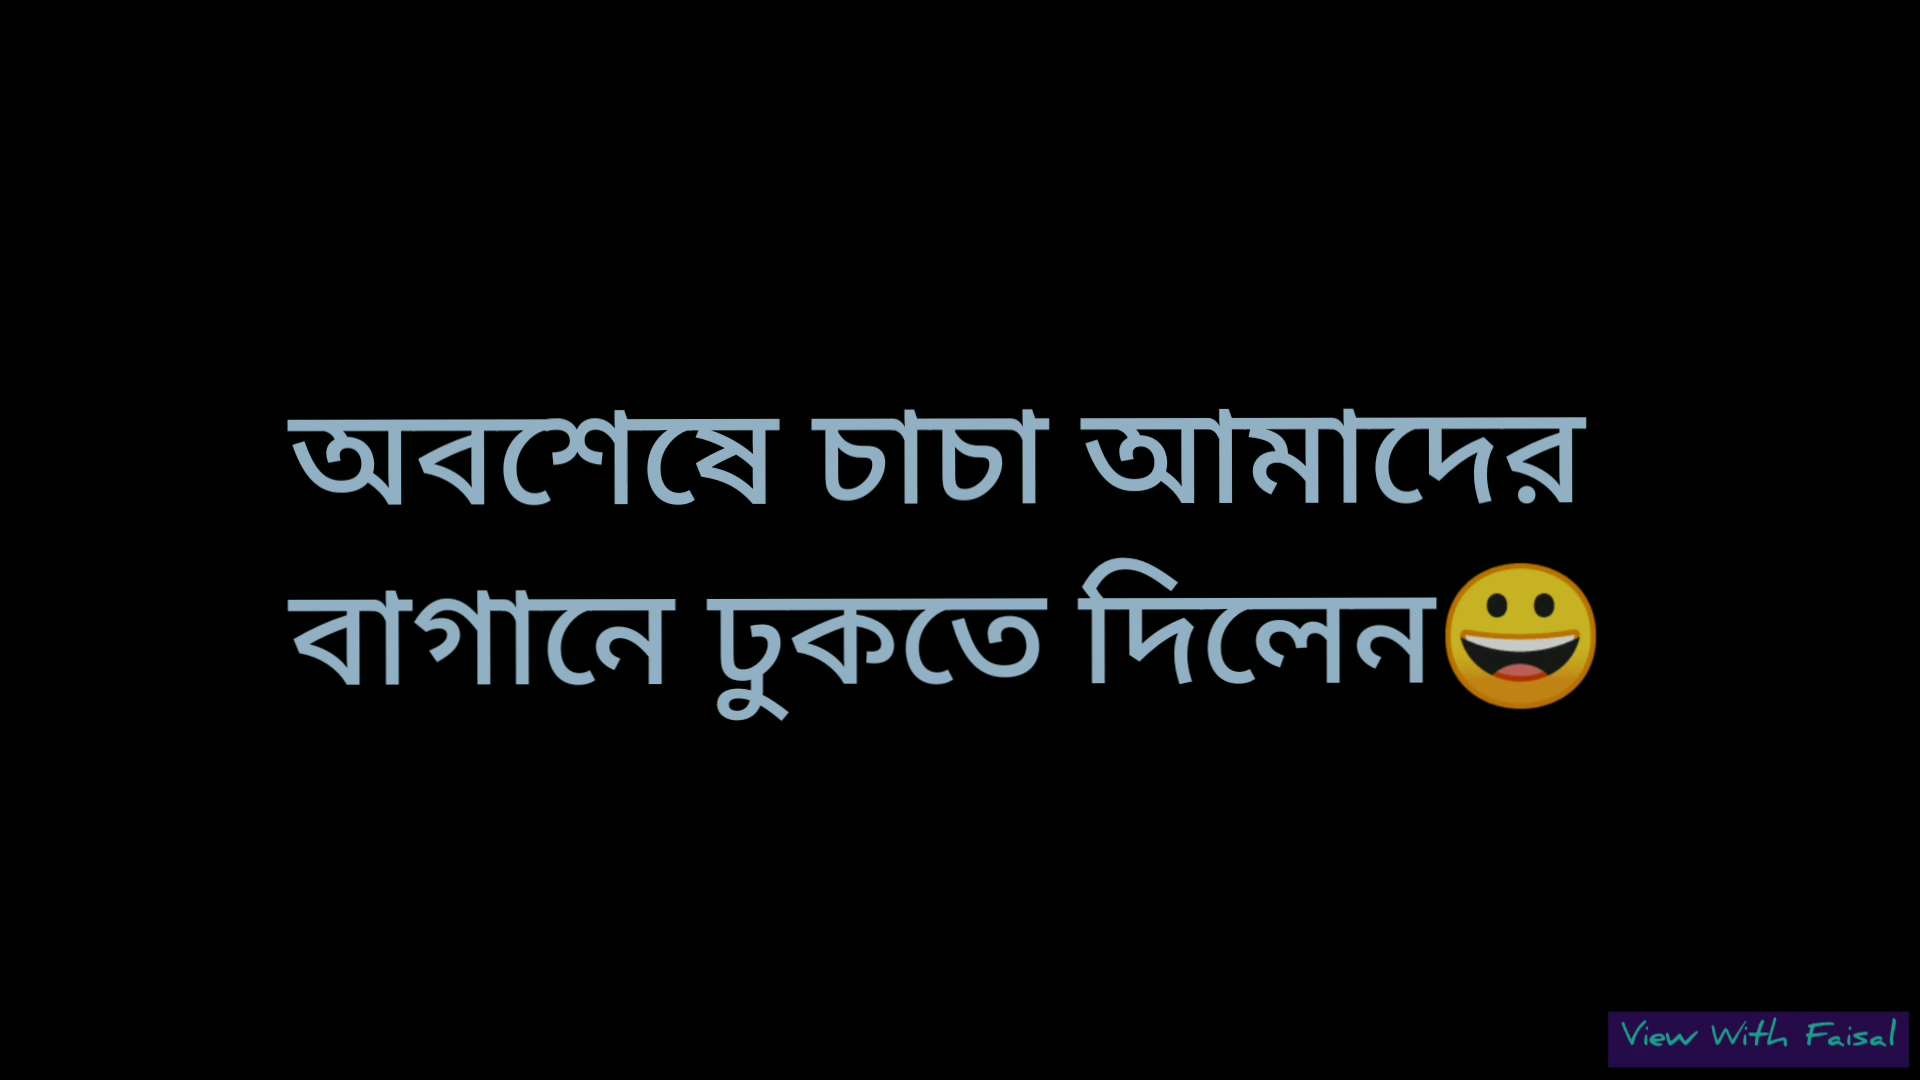 অবশেষে চাচা আমাদের
বাগানে ঢুকতে দিলেন😀
View With Faisal